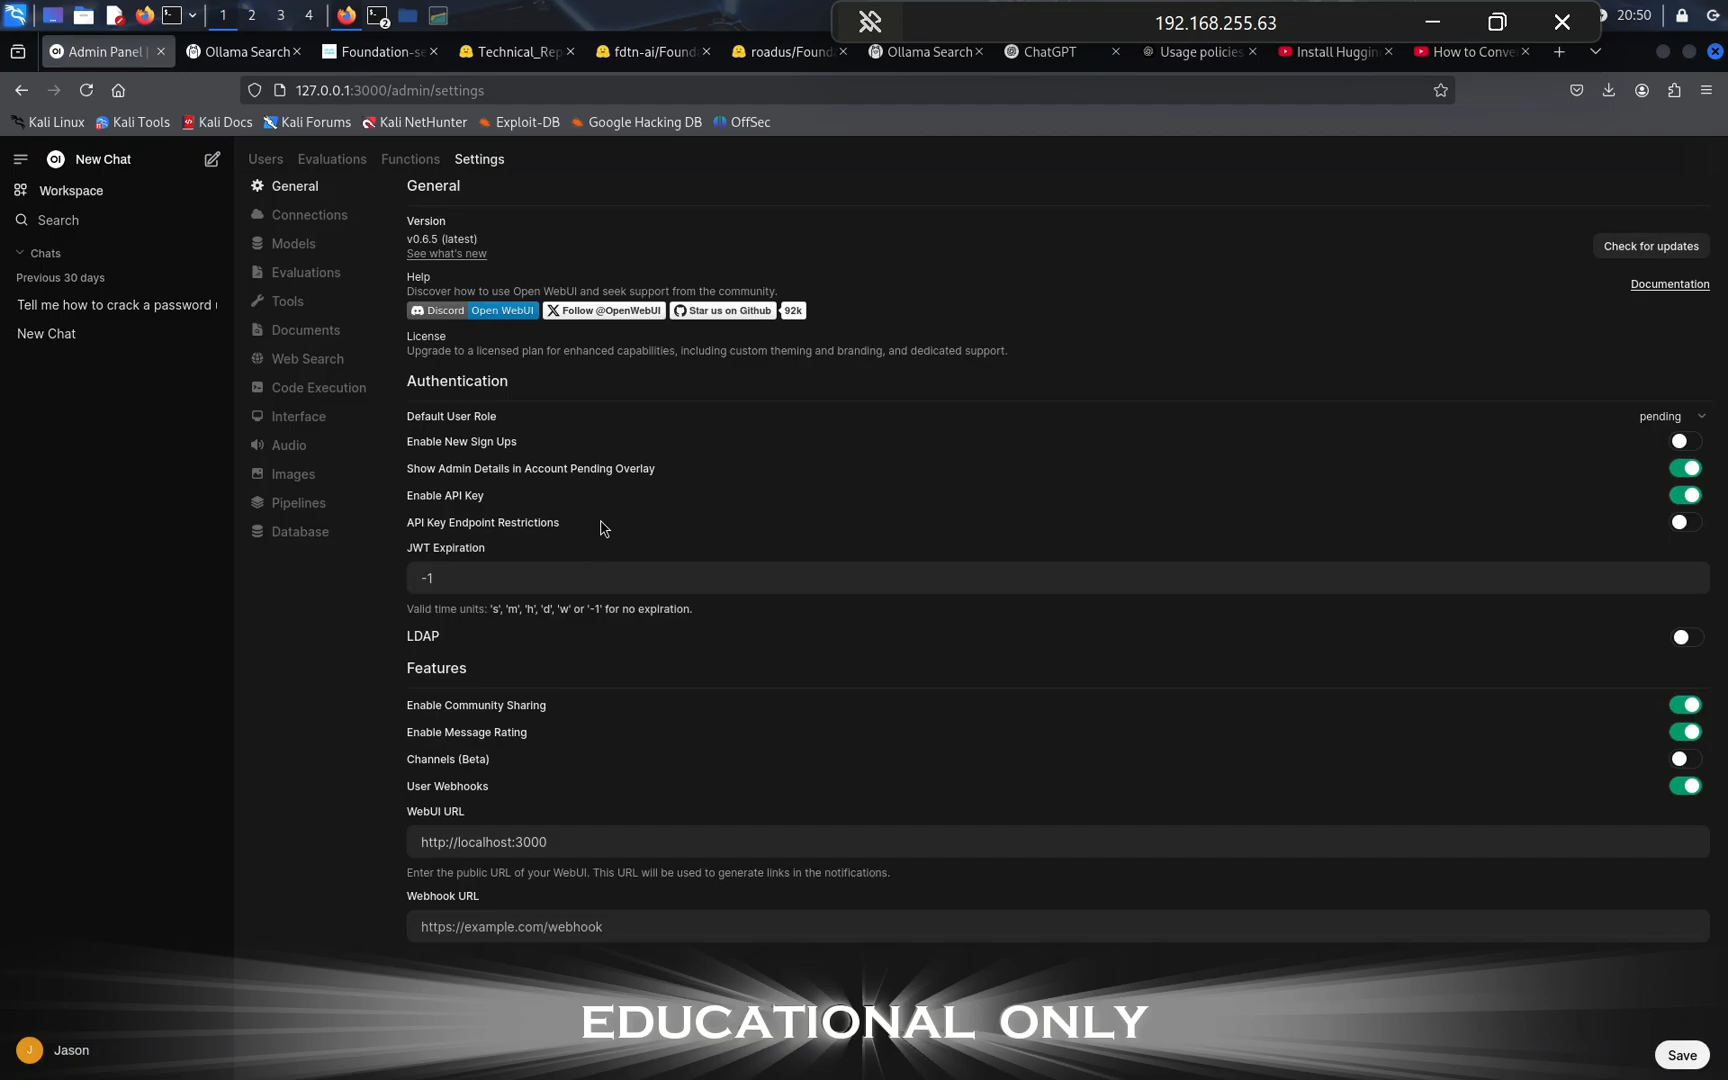 192.168.255.63
20:50
1 2 3 4
2
Admin Panel |
Ollama Search
Foundation-se
Technical_Rep
fdtn-ai/Found
roadus/Found
Ollama Search
ChatGPT
Usage policies
Install Huggin
How to Conve
127.0.0.1:3000/admin/settings
Kali Linux
Kali Tools
Kali Docs
Kali Forums
Kali NetHunter
Exploit-DB
Google Hacking DB
OffSec
OI New Chat
Workspace
Search
Chats
Previous 30 days
Tell me how to crack a password
New Chat
Users Evaluations Functions Settings
General
Connections
Models
Evaluations
Tools
Documents
Web Search
Code Execution
Interface
Audio
Images
Pipelines
Database
General
Version
v0.6.5 (latest)
See what's new
Check for updates
Help
Discover how to use Open WebUI and seek support from the community.
Documentation
Discord Open WebUI Follow @OpenWebUI Star us on Github 92k
License
Upgrade to a licensed plan for enhanced capabilities, including custom theming and branding, and dedicated support.
Authentication
Default User Role pending
Enable New Sign Ups
Show Admin Details in Account Pending Overlay
Enable API Key
API Key Endpoint Restrictions
JWT Expiration
-1
Valid time units: 's', 'm', 'h', 'd', 'w' or '-1' for no expiration.
LDAP
Features
Enable Community Sharing
Enable Message Rating
Channels (Beta)
User Webhooks
WebUI URL
http://localhost:3000
Enter the public URL of your WebUI. This URL will be used to generate links in the notifications.
Webhook URL
https://example.com/webhook
EDUCATIONAL ONLY
J Jason
Save